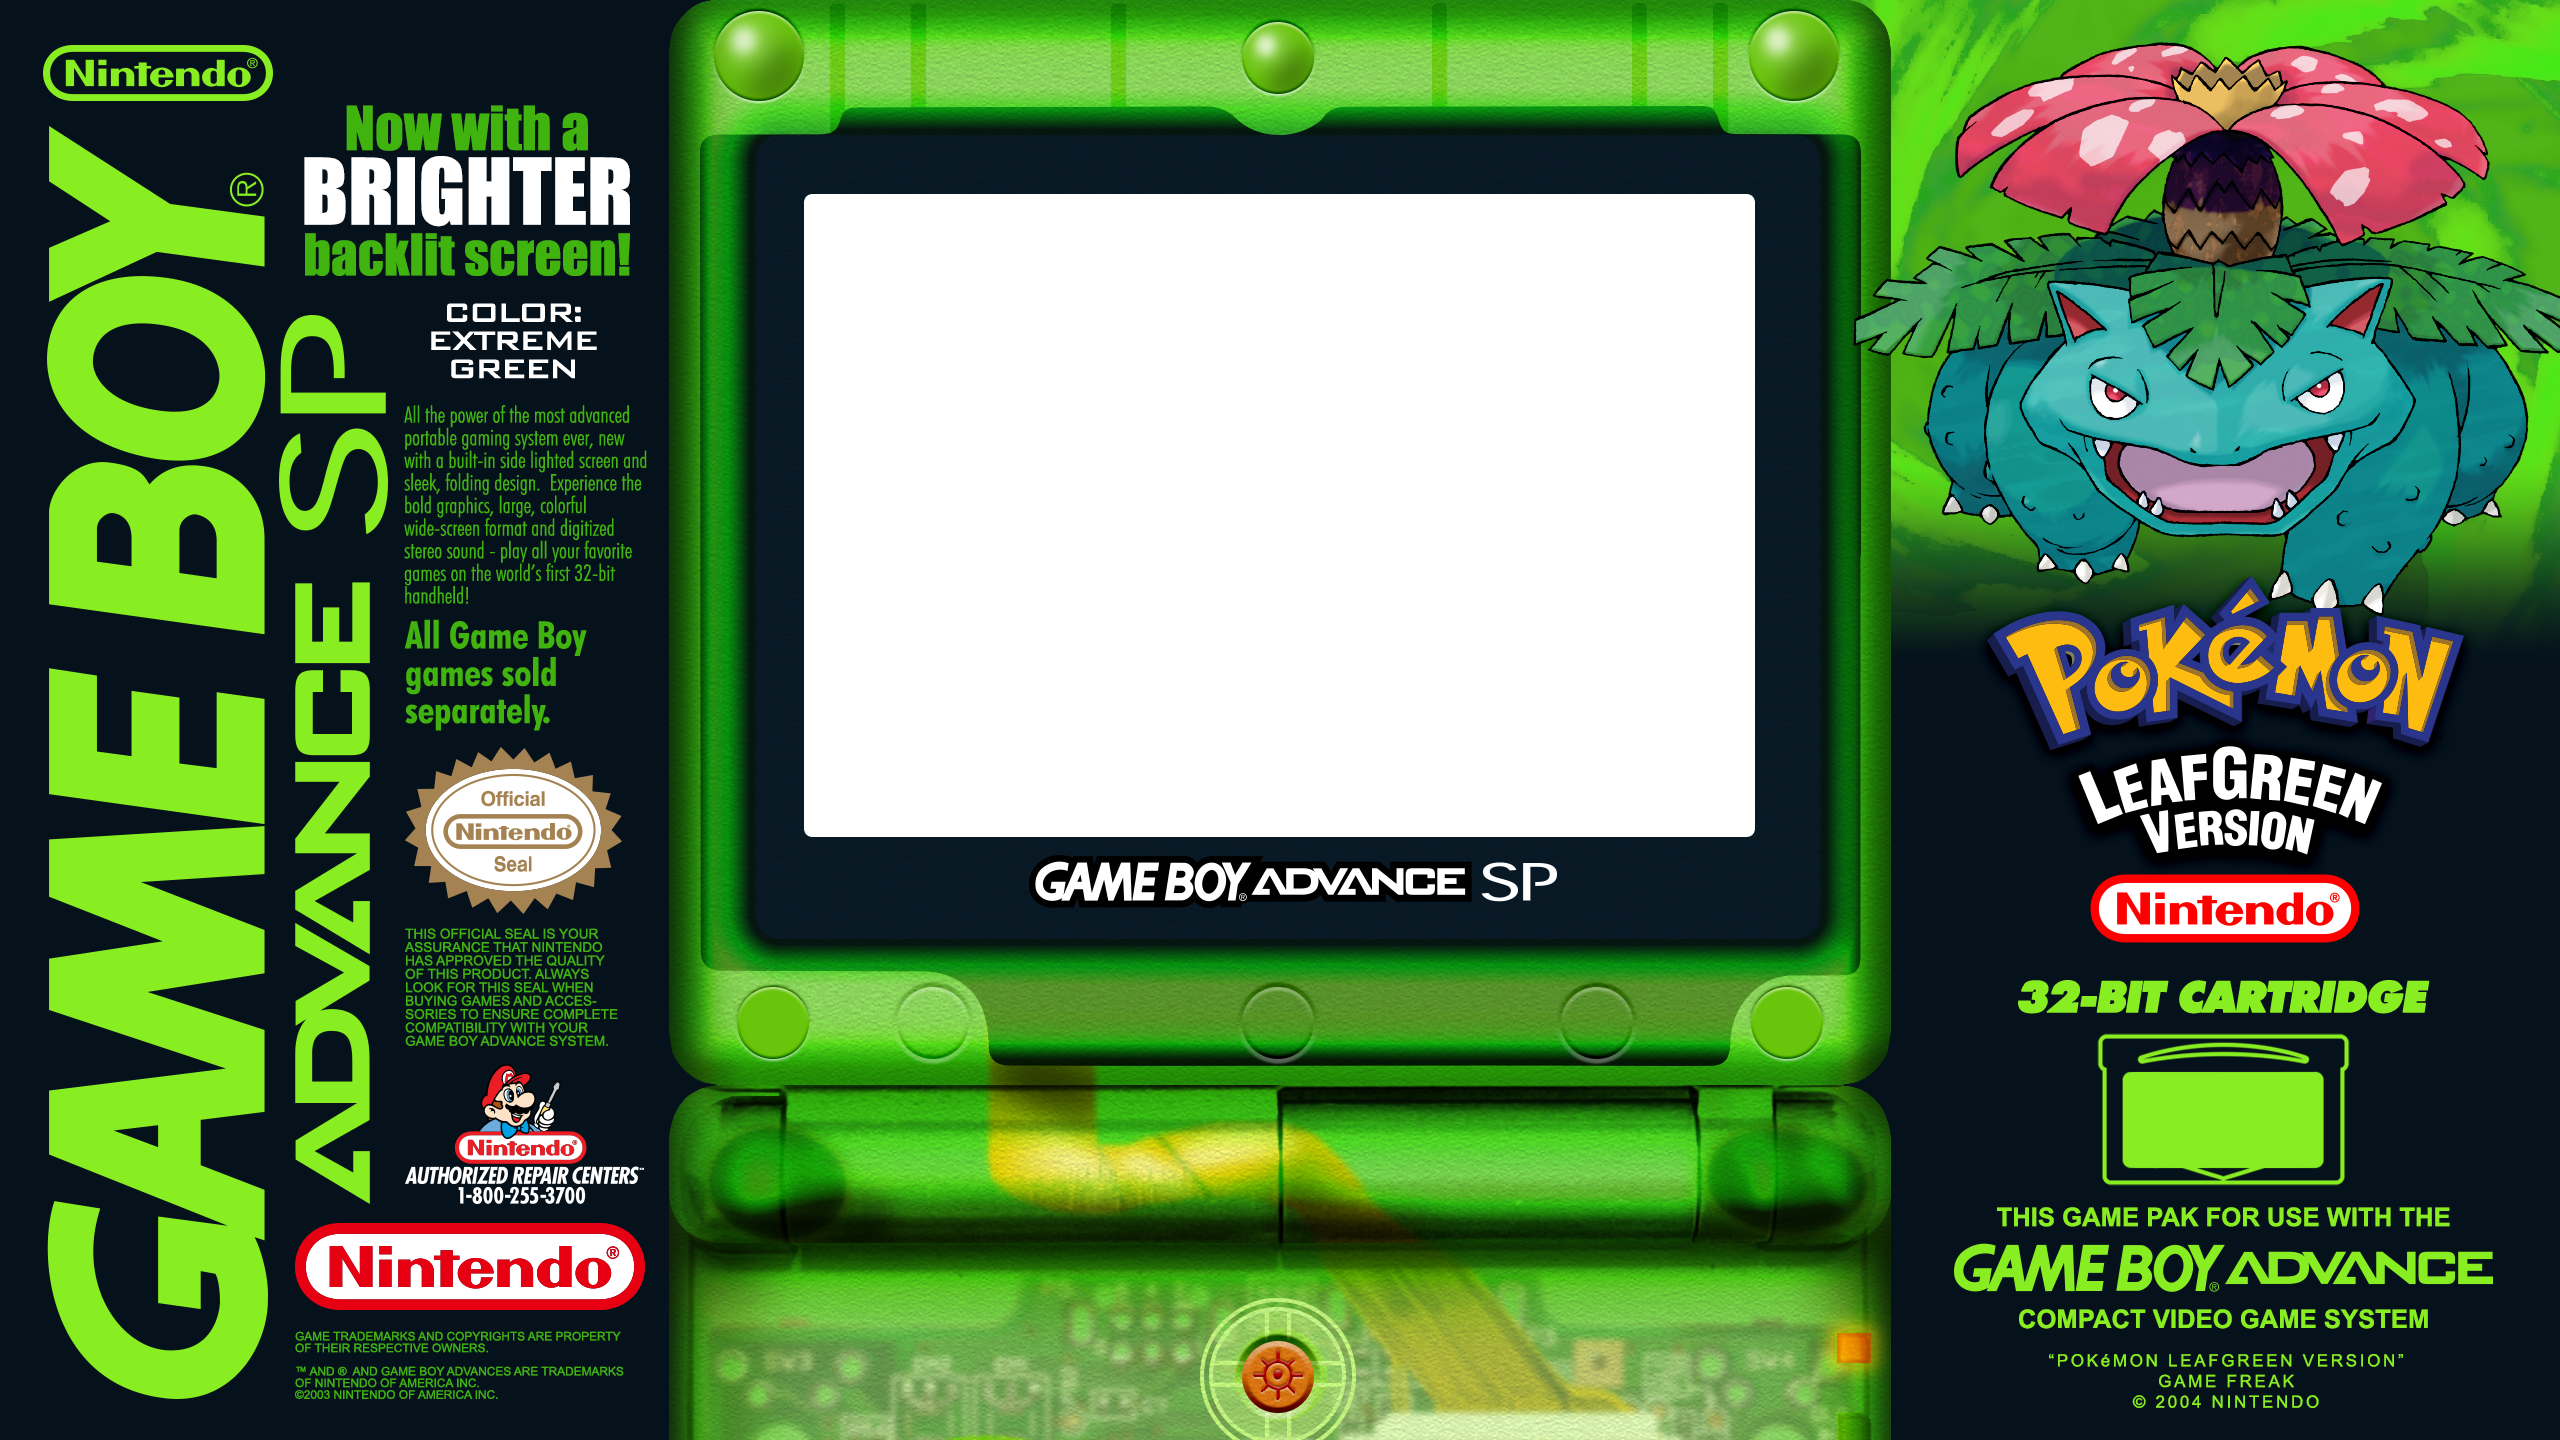 Nintendo®
GAME BOY®
ADVANCE SP
Now with a
BRIGHTER
backlit screen!
COLOR:
EXTREME
GREEN
All the power of the most advanced
portable gaming system ever, new
with a built-in side lighted screen and
sleek, folding design. Experience the
bold graphics, large, colorful
wide-screen format and digitized
stereo sound - play all your favorite
games on the world's first 32-bit
handheld!
All Game Boy
games sold
separately.
Official
Nintendo®
Seal
THIS OFFICIAL SEAL IS YOUR
ASSURANCE THAT NINTENDO
HAS APPROVED THE QUALITY
OF THIS PRODUCT. ALWAYS
LOOK FOR THIS SEAL WHEN
BUYING GAMES AND ACCES-
SORIES TO ENSURE COMPLETE
COMPATIBILITY WITH YOUR
GAME BOY ADVANCE SYSTEM.
M
Nintendo®
AUTHORIZED REPAIR CENTERS™
1-800-255-3700
Nintendo®
GAME TRADEMARKS AND COPYRIGHTS ARE PROPERTY
OF THEIR RESPECTIVE OWNERS.
™ AND ® AND GAME BOY ADVANCES ARE TRADEMARKS
OF NINTENDO OF AMERICA INC.
©2003 NINTENDO OF AMERICA INC.
GAME BOY® ADVANCE SP
POKéMON
LEAFGREEN
VERSION
Nintendo®
32-BIT CARTRIDGE
THIS GAME PAK FOR USE WITH THE
GAME BOY® ADVANCE
COMPACT VIDEO GAME SYSTEM
“POKéMON LEAFGREEN VERSION”
GAME FREAK
© 2004 NINTENDO